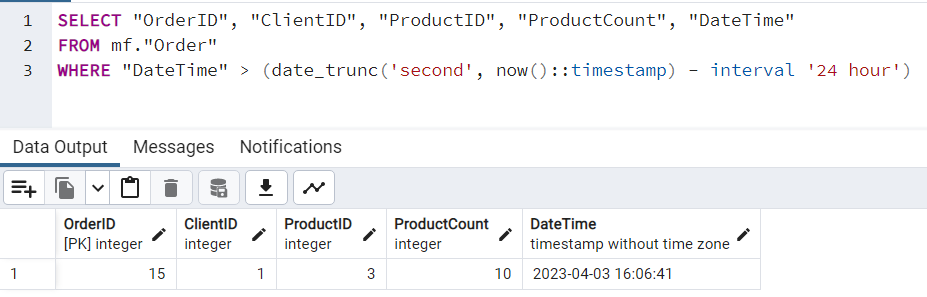 1 SELECT "OrderID", "ClientID", "ProductID", "ProductCount", "DateTime"
2 FROM mf."Order"
3 WHERE "DateTime" > (date_trunc('second', now()::timestamp) - interval '24 hour')
Data Output Messages Notifications
OrderID ClientID ProductID ProductCount DateTime
[PK] integer integer integer integer timestamp without time zone
1 15 1 3 10 2023-04-03 16:06:41